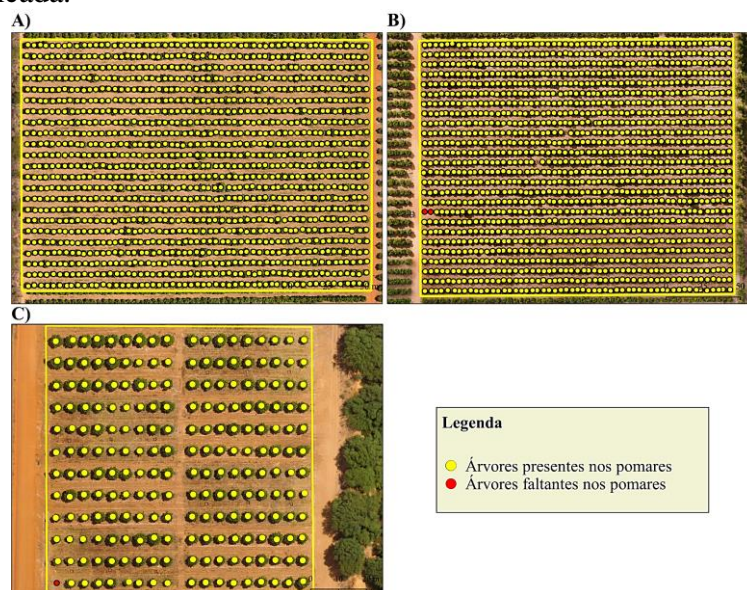 A)
B)
C)
Legenda
Árvores presentes nos pomares
Árvores faltantes nos pomares